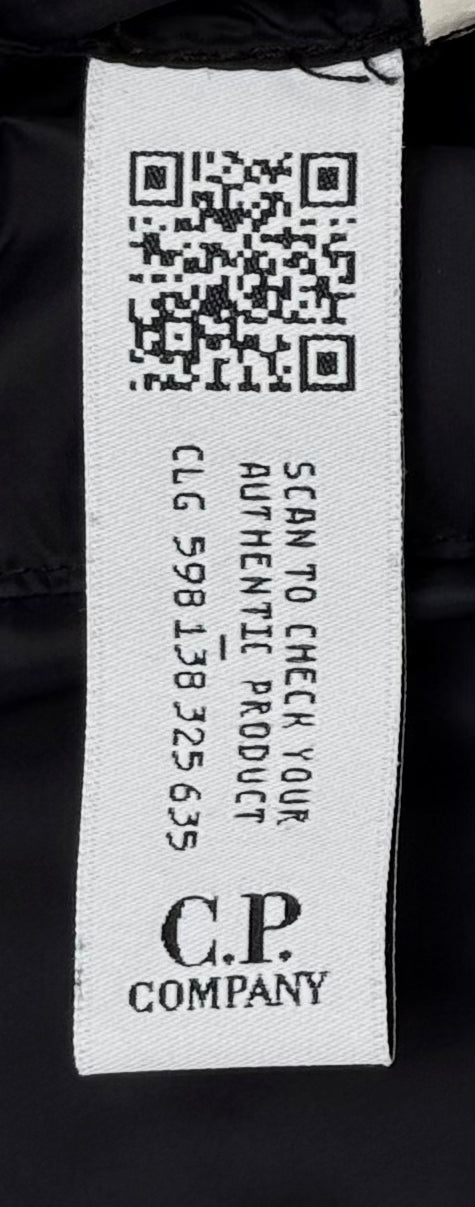 SCAN TO CHECK YOUR
AUTHENTIC PRODUCT
CLG 598 138 325 635
C.P.
COMPANY